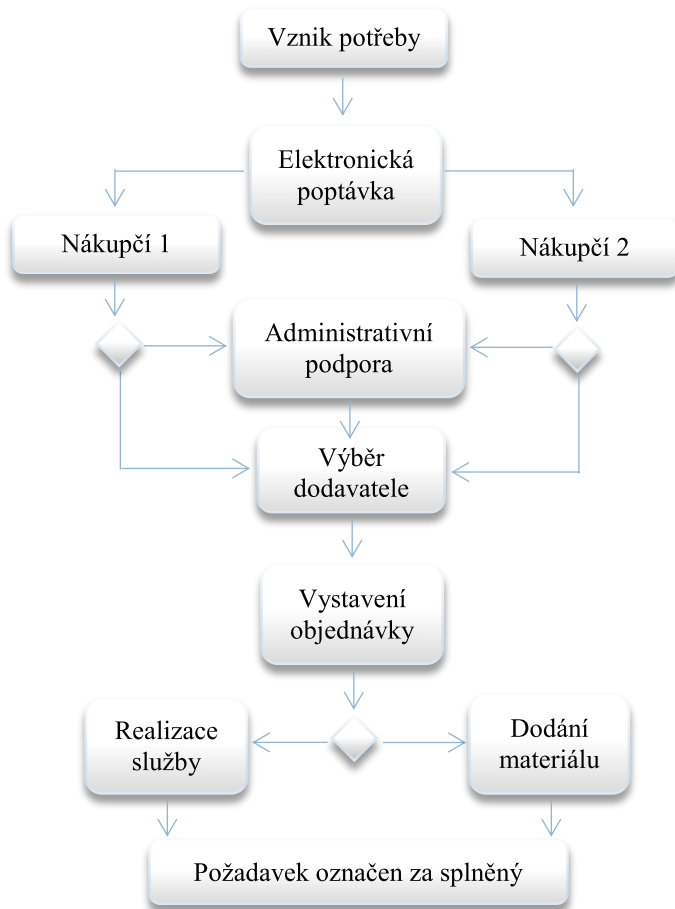 Vznik potřeby
Elektronická
poptávka
Nákupčí 1
Nákupčí 2
Administrativní
podpora
Výběr
dodavatele
Vystavení
objednávky
Realizace
služby
Dodání
materiálu
Požadavek označen za splněný